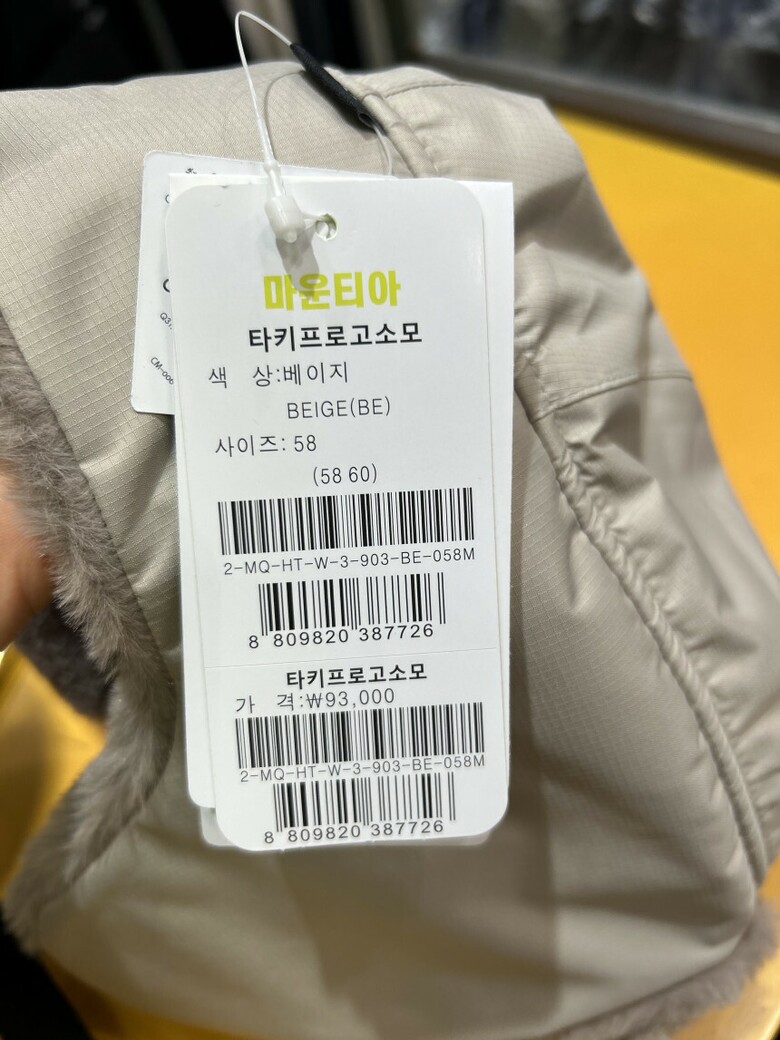 마운티아
타키프로고소모
색 상:베이지
BEIGE(BE)
사이즈: 58
(58 60)
2-MQ-HT-W-3-903-BE-058M
8 809820 387726
타키프로고소모
가 격:₩93,000
2-MQ-HT-W-3-903-BE-058M
8 809820 387726